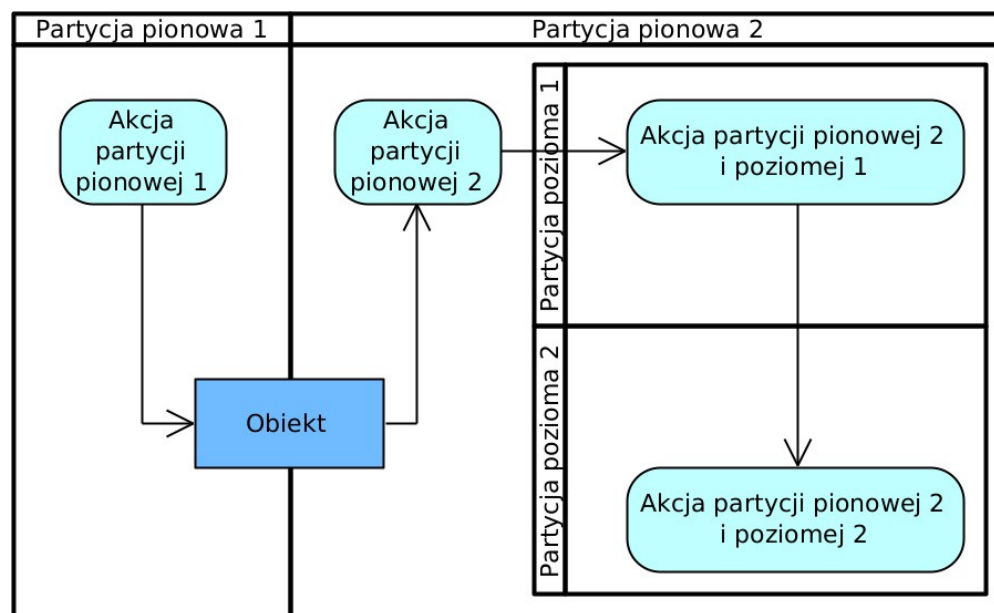 Partycja pionowa 1
Partycja pionowa 2
Akcja
partycji
pionowej 1
Akcja
partycji
pionowej 2
Partycja pozioma 1
Akcja partycji pionowej 2
i poziomej 1
Obiekt
Partycja pozioma 2
Akcja partycji pionowej 2
i poziomej 2